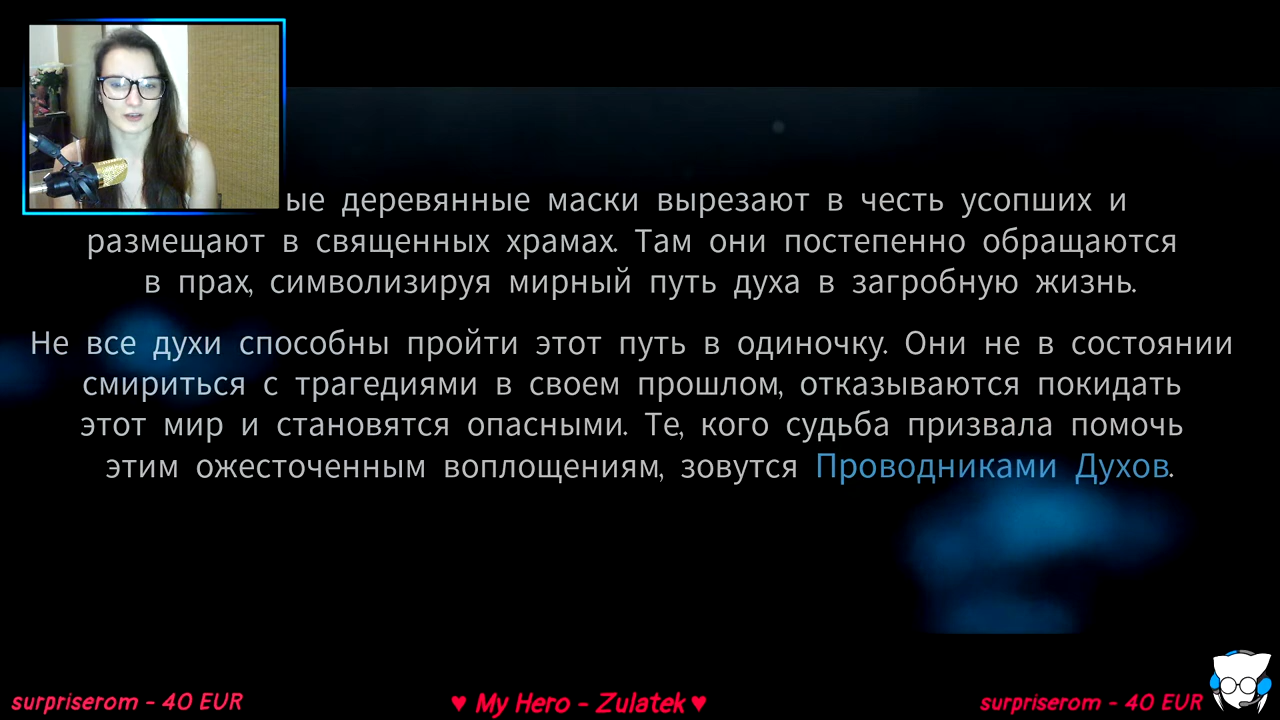 ые деревянные маски вырезают в честь усопших и
размещают в священных храмах. Там они постепенно обращаются
в прах, символизируя мирный путь духа в загробную жизнь.
Не все духи способны пройти этот путь в одиночку. Они не в состоянии
смириться с трагедиями в своем прошлом, отказываются покидать
этот мир и становятся опасными. Те, кого судьба призвала помочь
этим ожесточенным воплощениям, зовутся Проводниками Духов.
surpriserom - 40 EUR
♥ My Hero - Zulatek ♥
surpriserom - 40 EUR